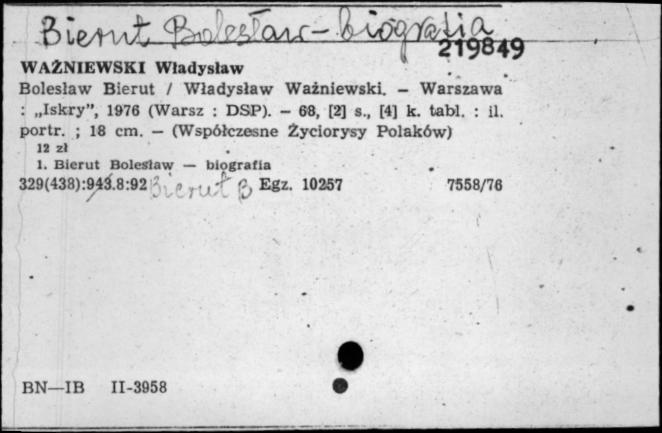 Bierut Bolesław - biografia
219849
WAŻNIEWSKI Władysław
Bolesław Bierut / Władysław Ważniewski. — Warszawa
: „Iskry”, 1976 (Warsz : DSP). — 68, [2] s., [4] k. tabl. : il.
portr. ; 18 cm. — (Współczesne Życiorysy Polaków)
12 zł
1. Bierut Bolesław — biografia
329(438):943.8:92 Bierut B Egz. 10257 7558/76
BN—IB II-3958